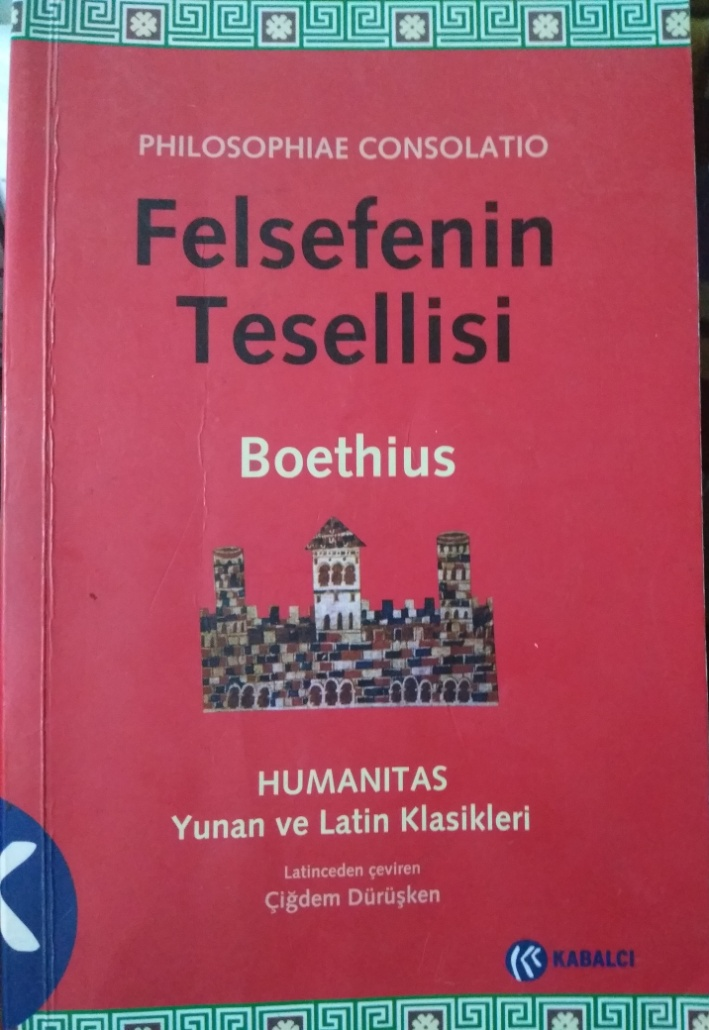 PHILOSOPHIAE CONSOLATIO
Felsefenin
Tesellisi
Boethius
HUMANITAS
Yunan ve Latin Klasikleri
Latinceden çeviren
Çiğdem Dürüşken
KABALCI